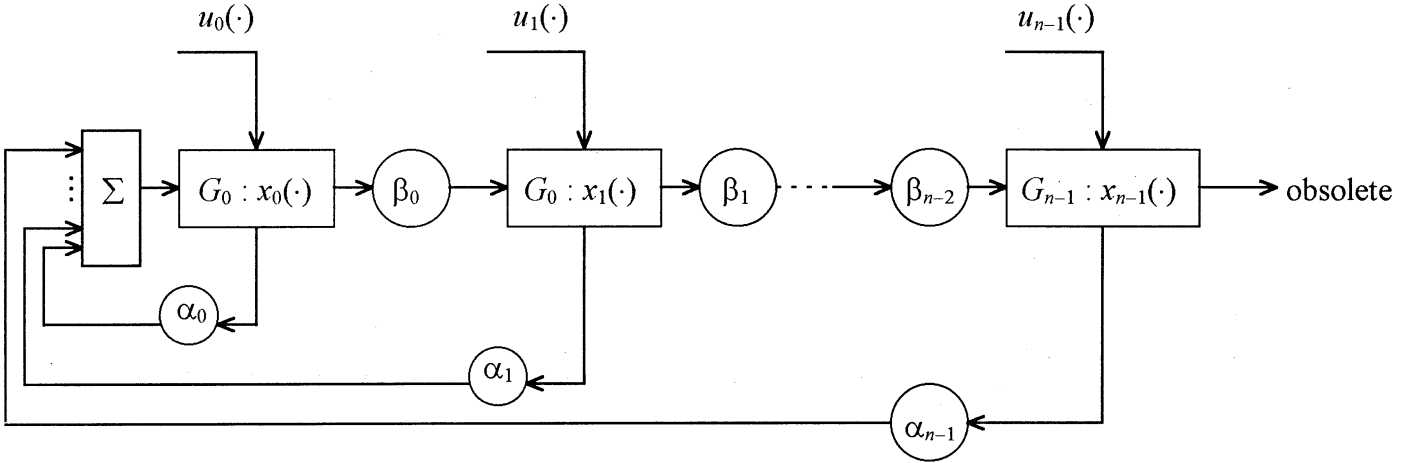 u₀(·) u₁(·) uₙ₋₁(·)
Σ G₀ : x₀(·) β₀ G₀ : x₁(·) β₁ βₙ₋₂ Gₙ₋₁ : xₙ₋₁(·) obsolete
α₀
α₁
αₙ₋₁